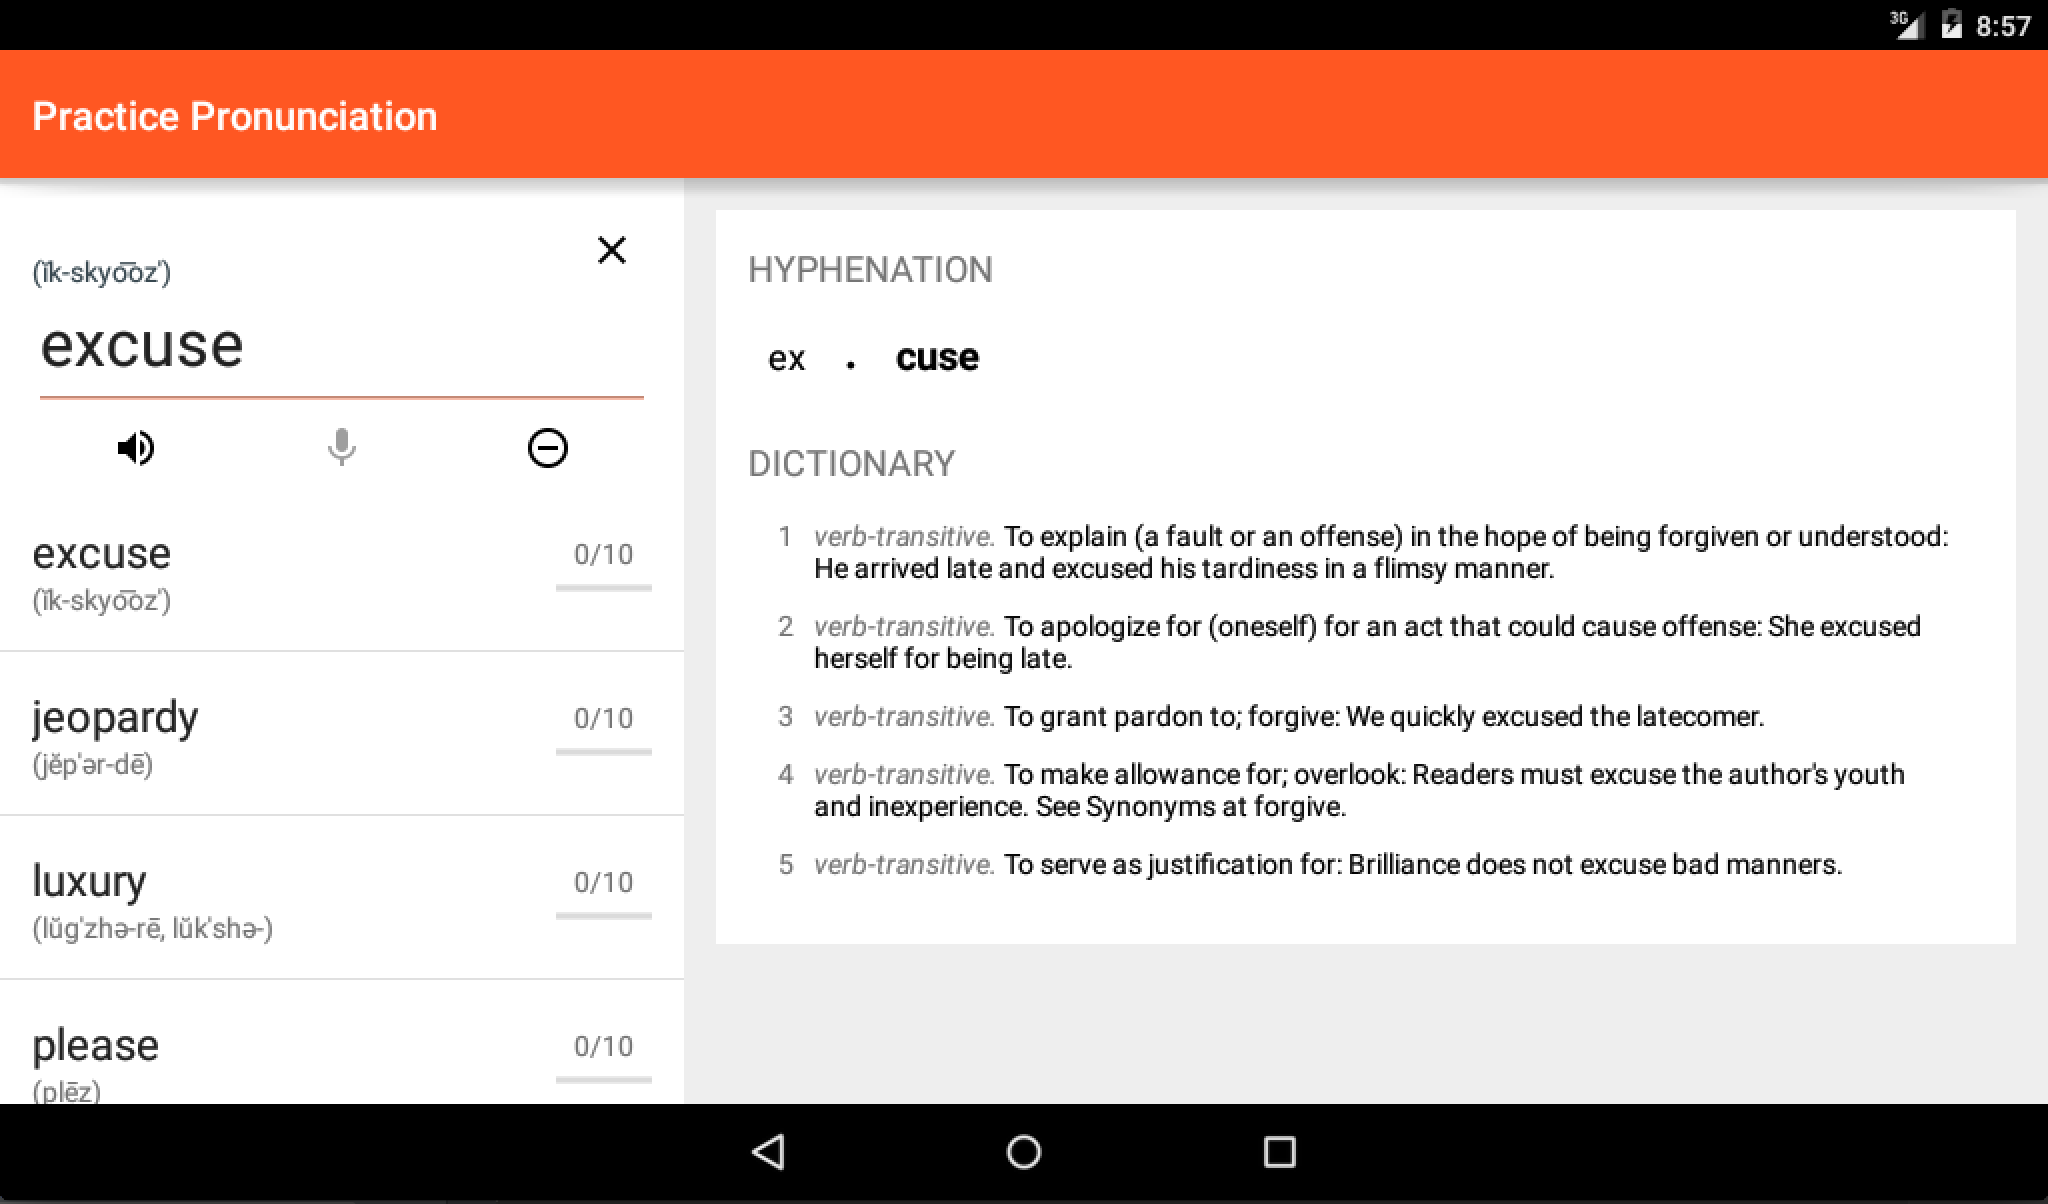 3G 8:57
Practice Pronunciation
(ĭk-skyo͞oz')
excuse
excuse 0/10
(ĭk-skyo͞oz')
jeopardy 0/10
(jĕp'ər-dē)
luxury 0/10
(lŭg'zhə-rē, lŭk'shə-)
please 0/10
(plēz)
HYPHENATION
ex . cuse
DICTIONARY
1 verb-transitive. To explain (a fault or an offense) in the hope of being forgiven or understood:
He arrived late and excused his tardiness in a flimsy manner.
2 verb-transitive. To apologize for (oneself) for an act that could cause offense: She excused
herself for being late.
3 verb-transitive. To grant pardon to; forgive: We quickly excused the latecomer.
4 verb-transitive. To make allowance for; overlook: Readers must excuse the author's youth
and inexperience. See Synonyms at forgive.
5 verb-transitive. To serve as justification for: Brilliance does not excuse bad manners.